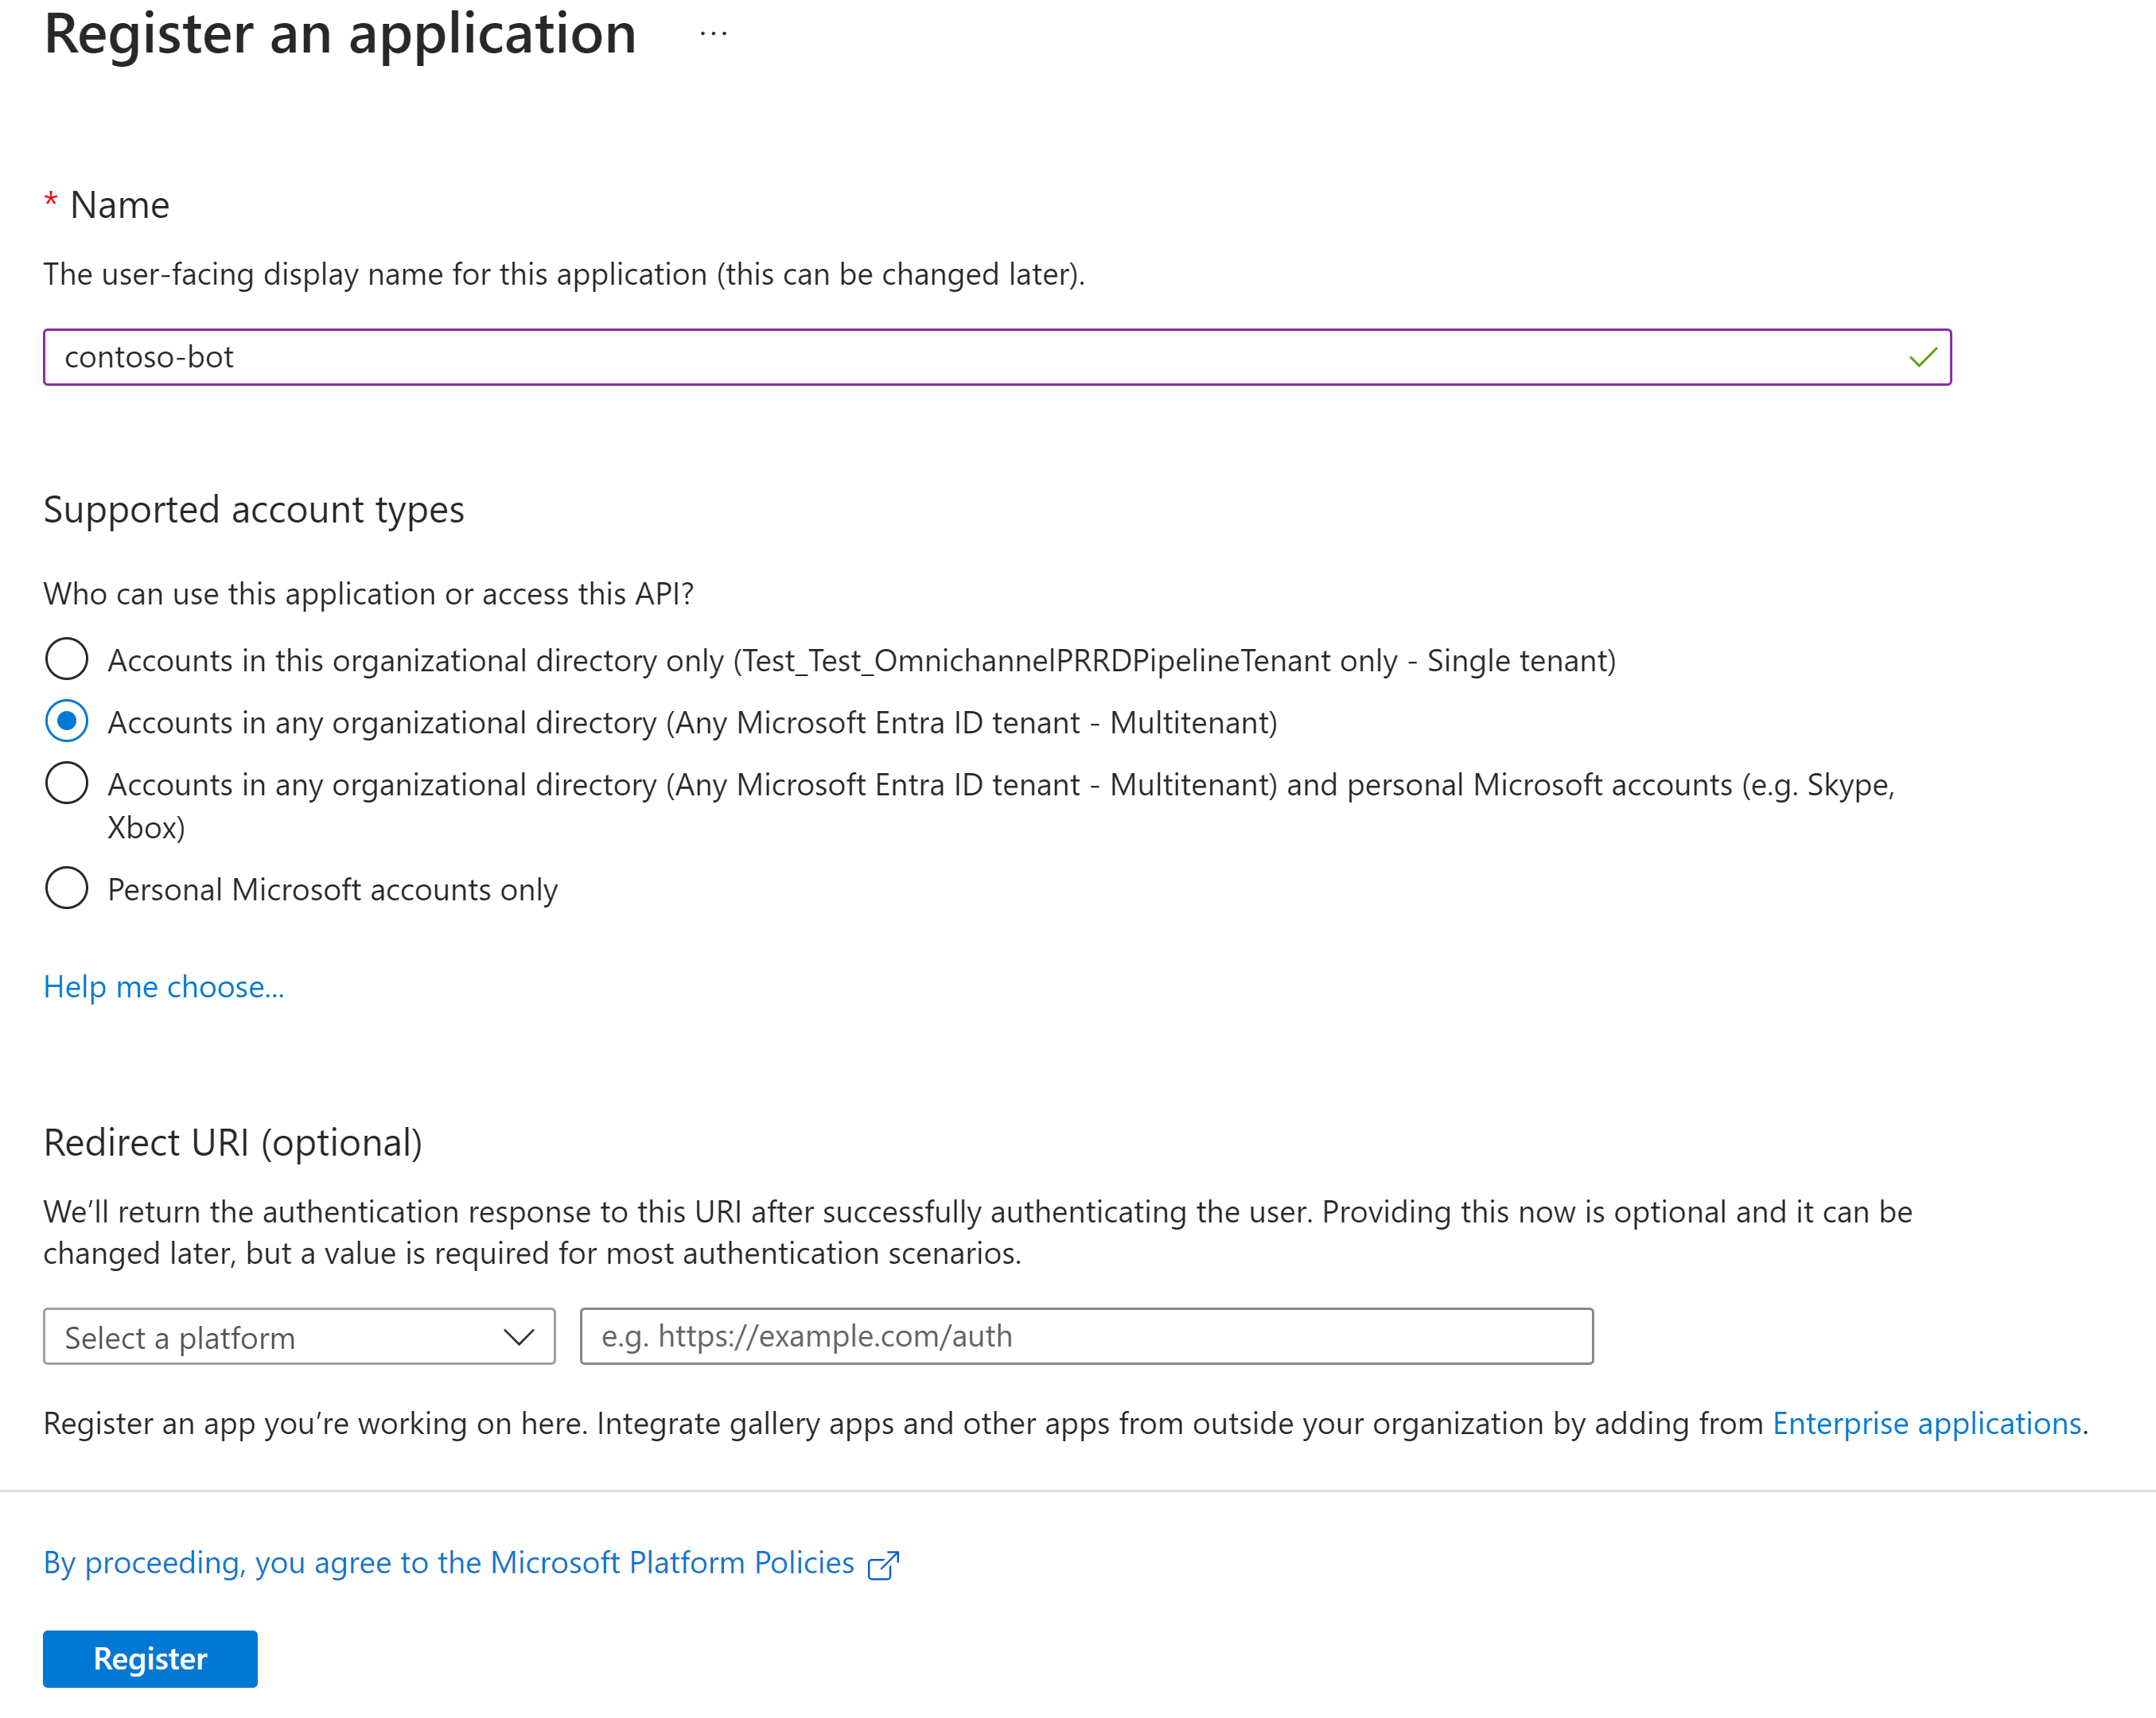 Register an application ...
* Name
The user-facing display name for this application (this can be changed later).
contoso-bot
Supported account types
Who can use this application or access this API?
Accounts in this organizational directory only (Test_Test_OmnichannelPRRDPipelineTenant only - Single tenant)
Accounts in any organizational directory (Any Microsoft Entra ID tenant - Multitenant)
Accounts in any organizational directory (Any Microsoft Entra ID tenant - Multitenant) and personal Microsoft accounts (e.g. Skype,
Xbox)
Personal Microsoft accounts only
Help me choose...
Redirect URI (optional)
We’ll return the authentication response to this URI after successfully authenticating the user. Providing this now is optional and it can be
changed later, but a value is required for most authentication scenarios.
Select a platform
e.g. https://example.com/auth
Register an app you’re working on here. Integrate gallery apps and other apps from outside your organization by adding from Enterprise applications.
By proceeding, you agree to the Microsoft Platform Policies
Register